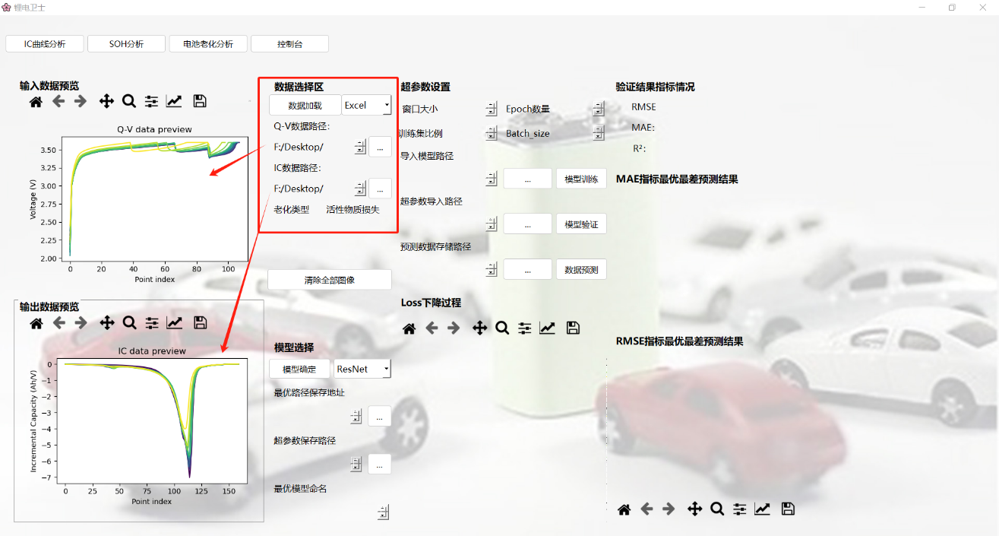 锂电卫士
IC曲线分析 SOH分析 电池老化分析 控制台
输入数据预览
Q-V data preview
Voltage (V)
3.50
3.25
3.00
2.75
2.50
2.25
2.00
0 20 40 60 80 100
Point index
输出数据预览
IC data preview
Incremental Capacity (Ah/V)
0
−1
−2
−3
−4
−5
−6
−7
0 25 50 75 100 125 150
Point index
数据选择区
数据加载 Excel
Q-V数据路径:
F:/Desktop/ ...
IC数据路径:
F:/Desktop/ ...
老化类型 活性物质损失
清除全部图像
模型选择
模型确定 ResNet
最优路径保存地址
...
超参数保存路径
...
最优模型命名
超参数设置
窗口大小 Epoch数量
训练集比例 Batch_size
导入模型路径
... 模型训练
超参数导入路径
... 模型验证
预测数据存储路径
... 数据预测
Loss下降过程
验证结果指标情况
RMSE
MAE:
R²:
MAE指标最优最差预测结果
RMSE指标最优最差预测结果